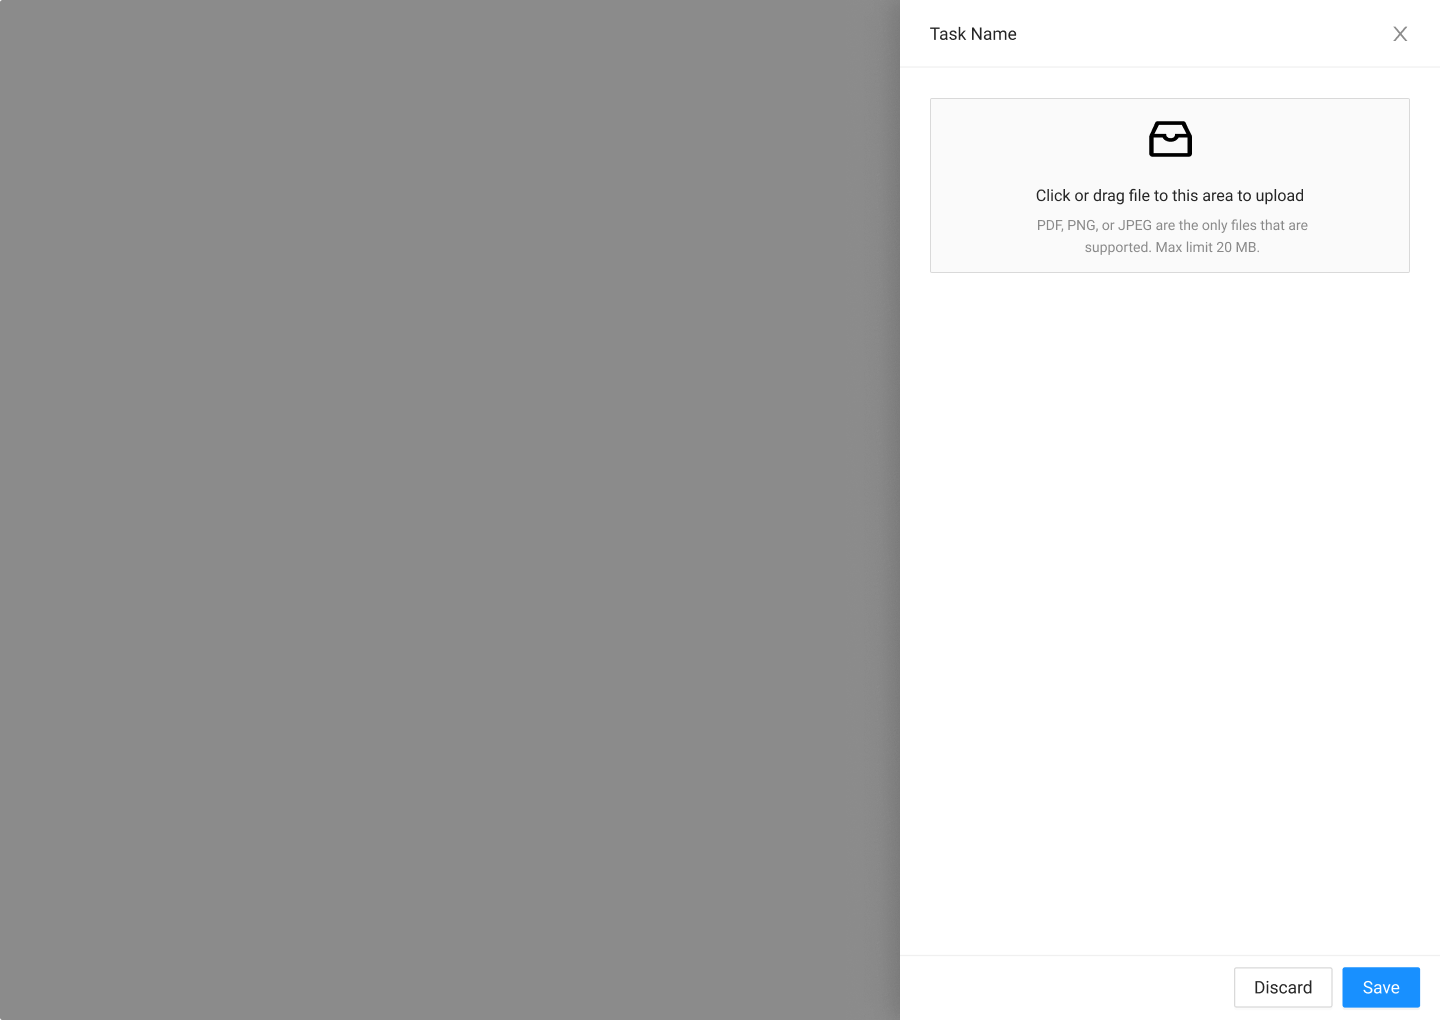 Task Name
Click or drag file to this area to upload
PDF, PNG, or JPEG are the only files that are
supported. Max limit 20 MB.
Discard
Save